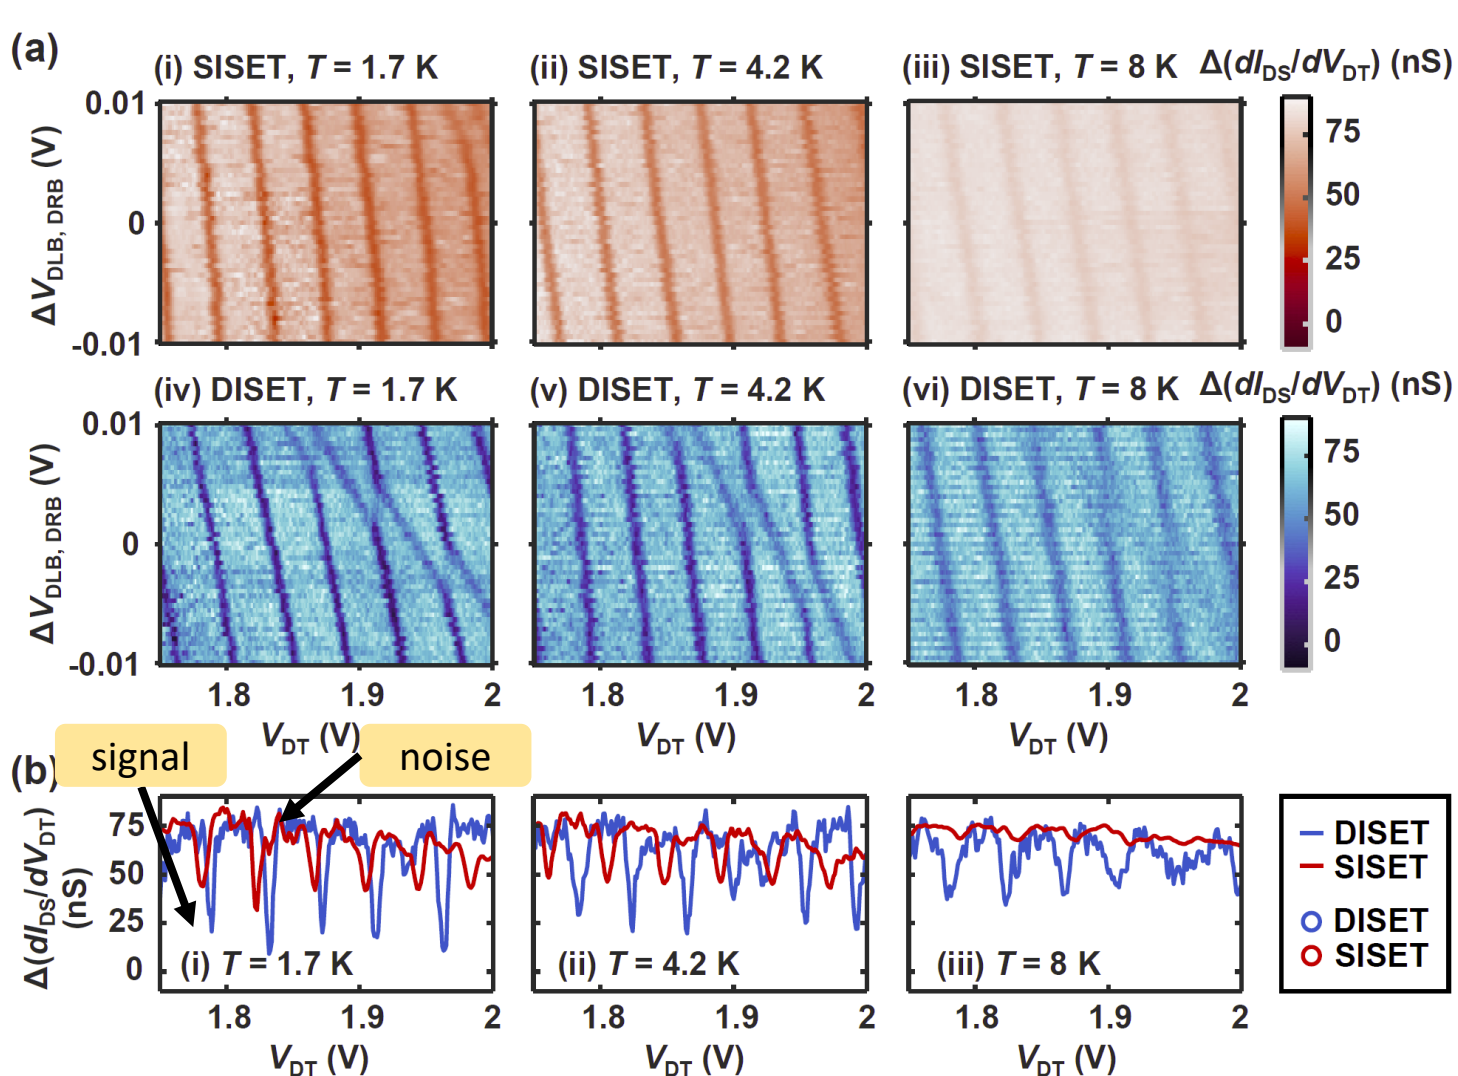 (a)
(i) SISET, T = 1.7 K
(ii) SISET, T = 4.2 K
(iii) SISET, T = 8 K
Δ(dIDS/dVDT) (nS)
ΔVDLB, DRB (V)
0.01
0
-0.01
75
50
25
0
(iv) DISET, T = 1.7 K
(v) DISET, T = 4.2 K
(vi) DISET, T = 8 K
Δ(dIDS/dVDT) (nS)
ΔVDLB, DRB (V)
0.01
0
-0.01
75
50
25
0
1.8 1.9 2
1.8 1.9 2
1.8 1.9 2
VDT (V)
VDT (V)
VDT (V)
signal
noise
(b)
Δ(dIDS/dVDT)
(nS)
75
50
25
0
(i) T = 1.7 K
(ii) T = 4.2 K
(iii) T = 8 K
1.8 1.9 2
1.8 1.9 2
1.8 1.9 2
VDT (V)
VDT (V)
VDT (V)
DISET
SISET
DISET
SISET